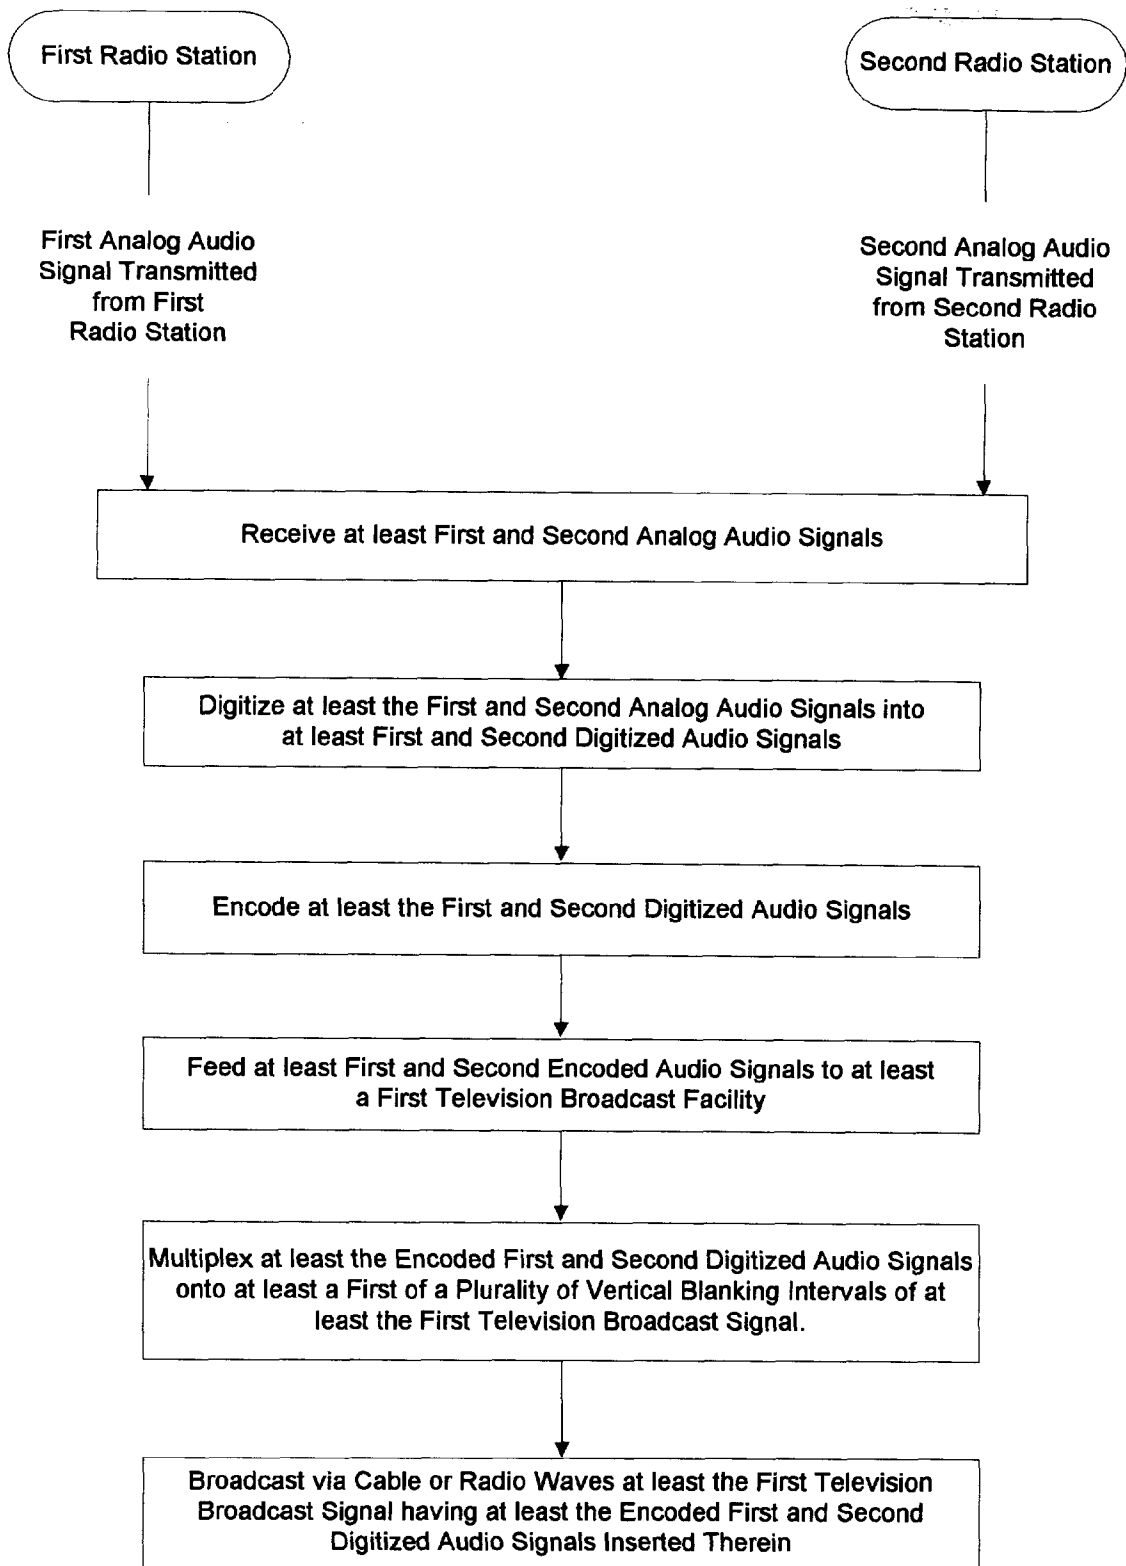 First Radio Station
Second Radio Station
First Analog Audio
Signal Transmitted
from First
Radio Station
Second Analog Audio
Signal Transmitted
from Second Radio
Station
Receive at least First and Second Analog Audio Signals
Digitize at least the First and Second Analog Audio Signals into
at least First and Second Digitized Audio Signals
Encode at least the First and Second Digitized Audio Signals
Feed at least First and Second Encoded Audio Signals to at least
a First Television Broadcast Facility
Multiplex at least the Encoded First and Second Digitized Audio Signals
onto at least a First of a Plurality of Vertical Blanking Intervals of at
least the First Television Broadcast Signal.
Broadcast via Cable or Radio Waves at least the First Television
Broadcast Signal having at least the Encoded First and Second
Digitized Audio Signals Inserted Therein